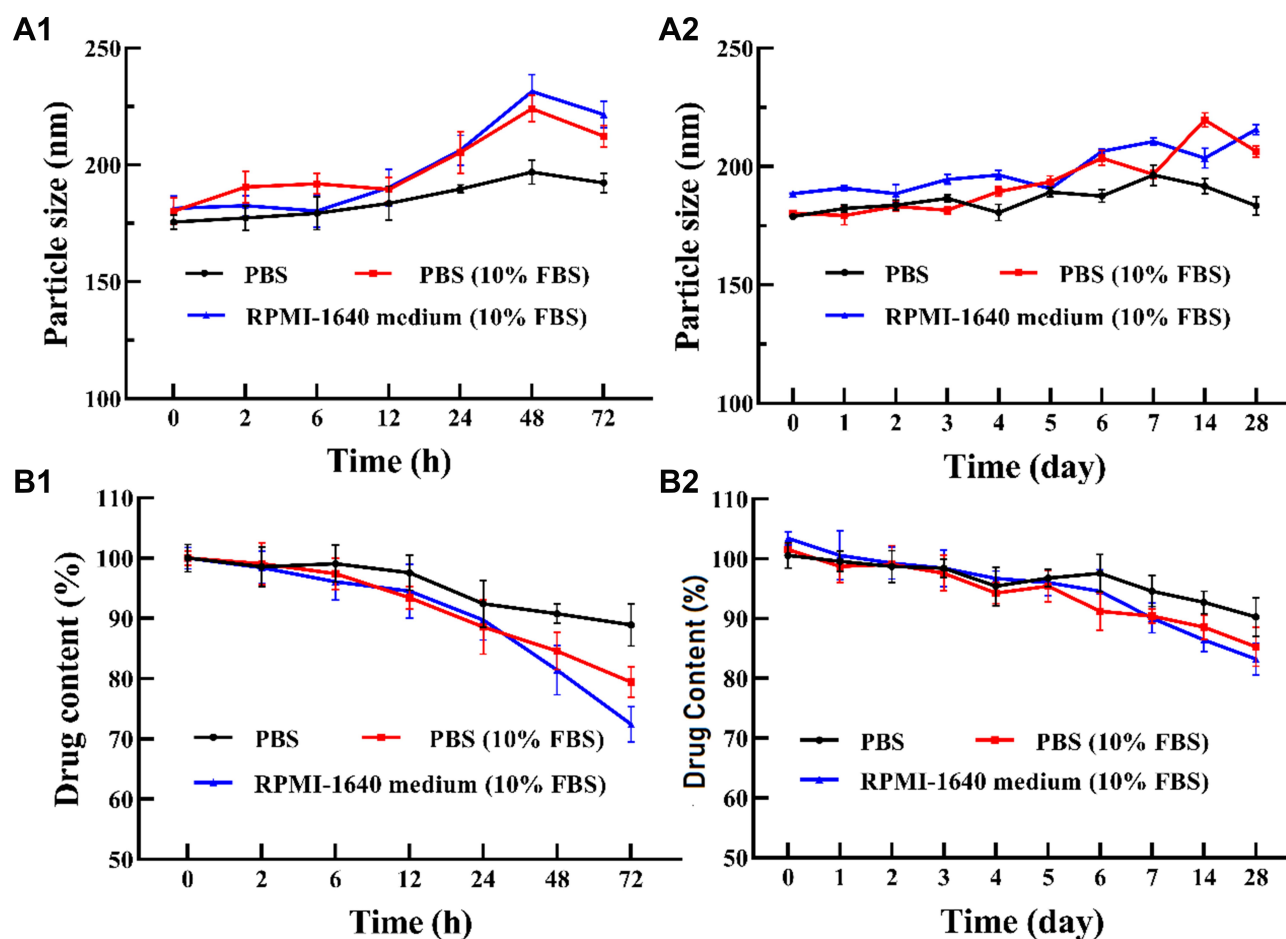 A1
250
200
150
100
Particle size (nm)
PBS
PBS (10% FBS)
RPMI-1640 medium (10% FBS)
0 2 6 12 24 48 72
Time (h)
A2
250
200
150
100
Particle size (nm)
PBS
PBS (10% FBS)
RPMI-1640 medium (10% FBS)
0 1 2 3 4 5 6 7 14 28
Time (day)
B1
110
100
90
80
70
60
50
Drug content (%)
PBS
PBS (10% FBS)
RPMI-1640 medium (10% FBS)
0 2 6 12 24 48 72
Time (h)
B2
110
100
90
80
70
60
50
Drug Content (%)
PBS
PBS (10% FBS)
RPMI-1640 medium (10% FBS)
0 1 2 3 4 5 6 7 14 28
Time (day)